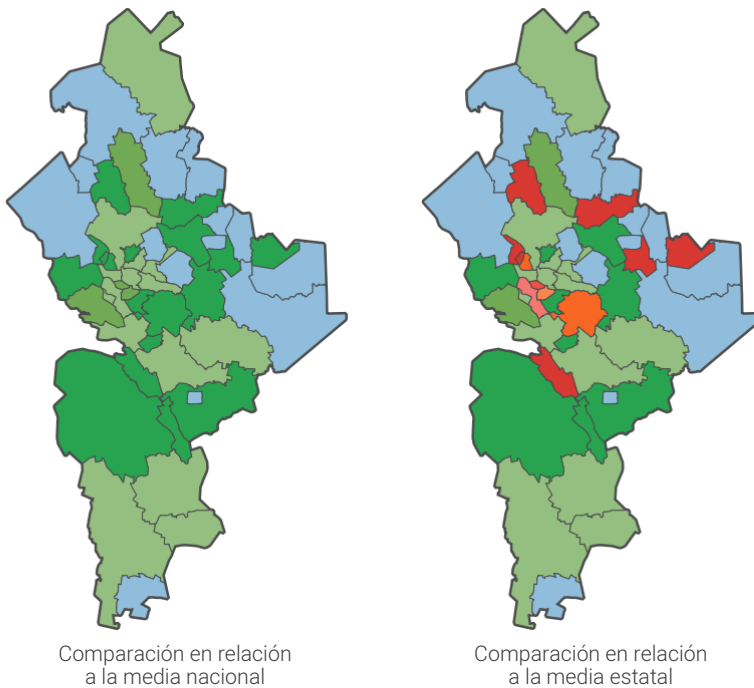 Comparación en relación
a la media nacional
Comparación en relación
a la media estatal